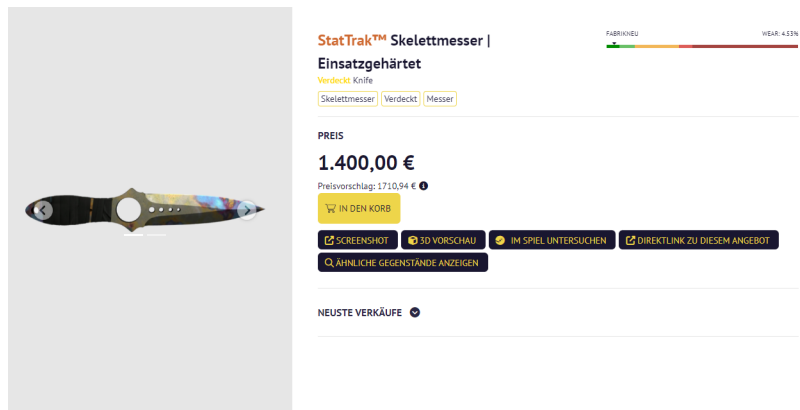 StatTrak™ Skelettmesser |
Einsatzgehärtet
Verdeckt Knife
Skelettmesser Verdeckt Messer
FABRIKNEU WEAR: 4.53%
PREIS
1.400,00 €
Preisvorschlag: 1710,94 €
IN DEN KORB
SCREENSHOT 3D VORSCHAU IM SPIEL UNTERSUCHEN DIREKTLINK ZU DIESEM ANGEBOT
ÄHNLICHE GEGENSTÄNDE ANZEIGEN
NEUSTE VERKÄUFE